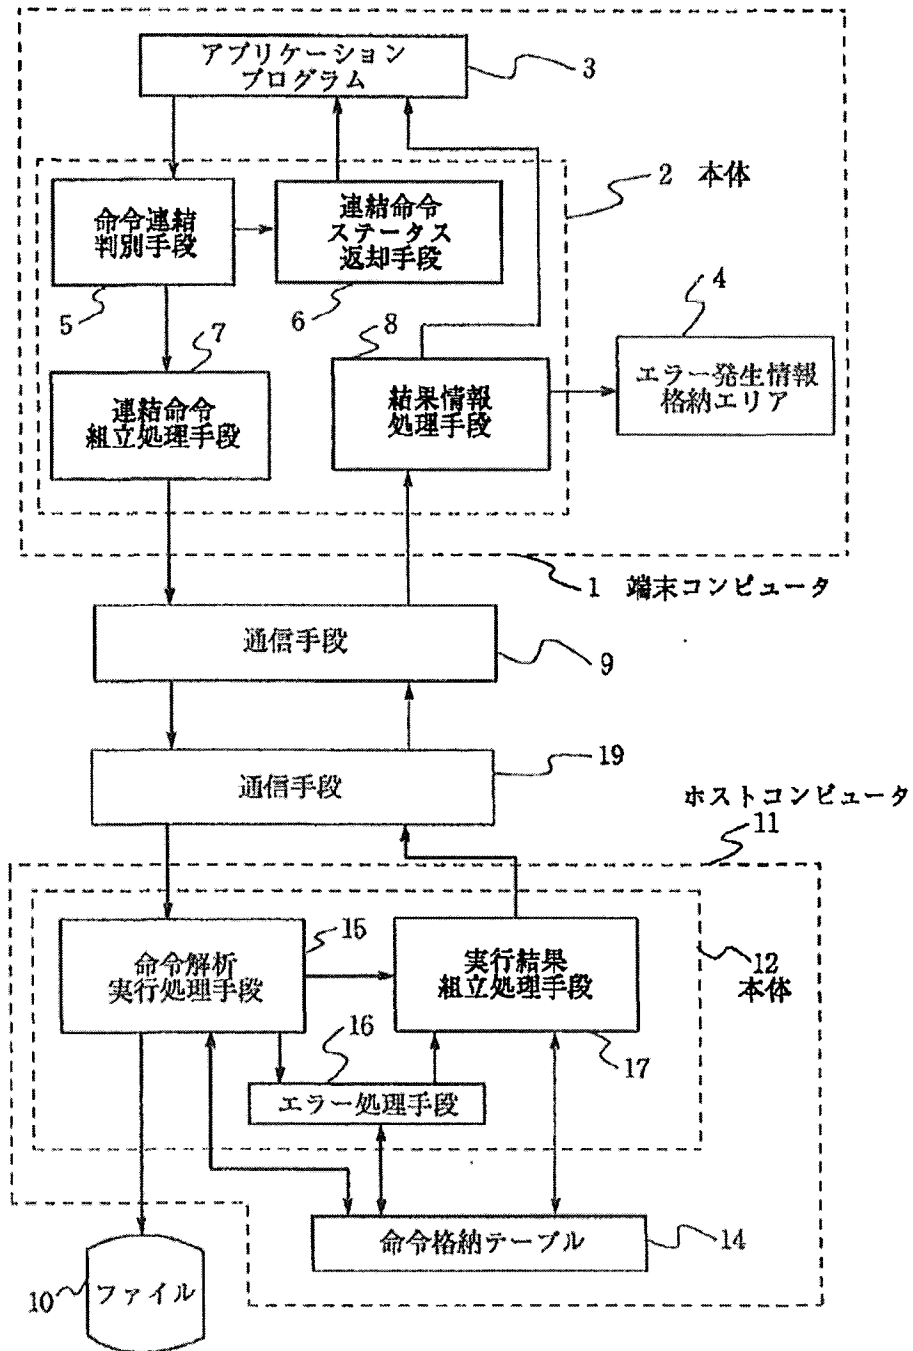 アプリケーション
プログラム
3
2 本体
命令連結
判別手段
5
連結命令
ステータス
返却手段
6
4
エラー発生情報
格納エリア
7
連結命令
組立処理手段
8
結果情報
処理手段
1 端末コンピュータ
通信手段
9
通信手段
19
ホストコンピュータ
11
命令解析
実行処理手段
15
実行結果
組立処理手段
17
12
本体
16
エラー処理手段
命令格納テーブル
14
ファイル
10